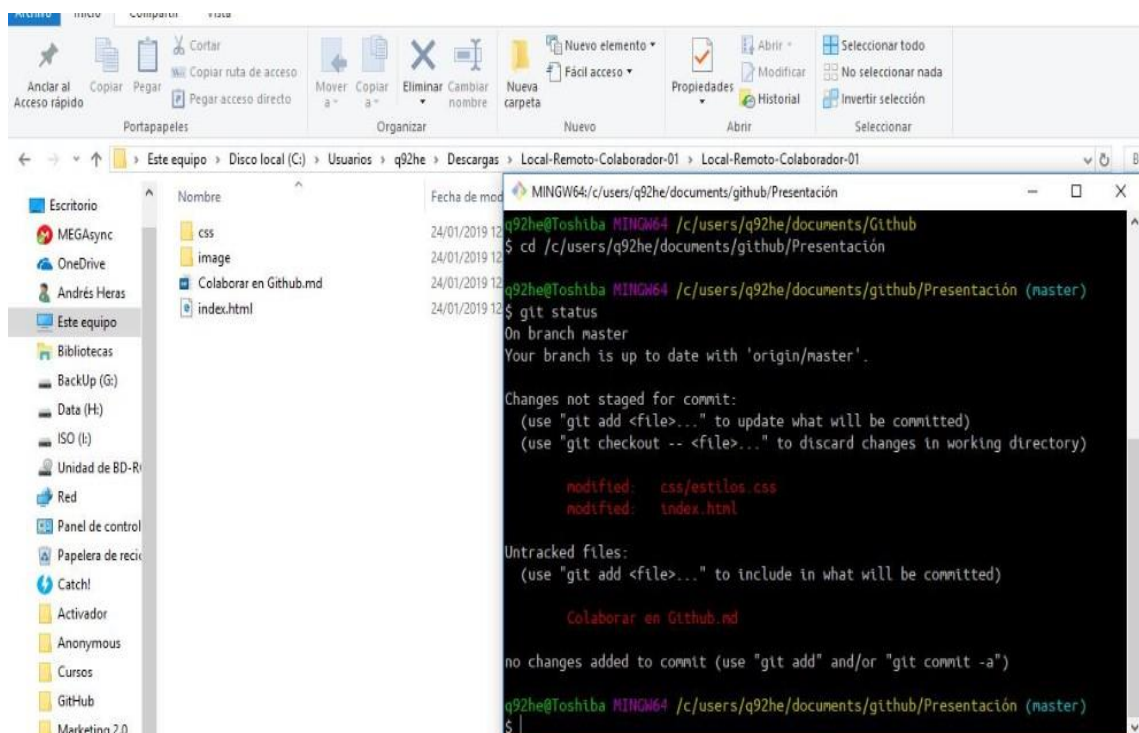 Archivo Inicio Compartir Vista
Anclar al
Acceso rápido
Copiar
Pegar
Cortar
Copiar ruta de acceso
Pegar acceso directo
Portapapeles
Mover
a
Copiar
a
Eliminar
Cambiar
nombre
Organizar
Nueva
carpeta
Nuevo elemento
Fácil acceso
Nuevo
Propiedades
Abrir
Modificar
Historial
Abrir
Seleccionar todo
No seleccionar nada
Invertir selección
Seleccionar
Este equipo > Disco local (C:) > Usuarios > q92he > Descargas > Local-Remoto-Colaborador-01 > Local-Remoto-Colaborador-01
Escritorio
MEGAsync
OneDrive
Andrés Heras
Este equipo
Bibliotecas
BackUp (G:)
Data (H:)
ISO (I:)
Unidad de BD-R
Red
Panel de control
Papelera de reci
Catch!
Activador
Anonymous
Cursos
GitHub
Marketing 2.0
Nombre Fecha de mod
css 24/01/2019 12
image 24/01/2019 12
Colaborar en Github.md 24/01/2019 12
index.html 24/01/2019 12
MINGW64:/c/users/q92he/documents/github/Presentación
q92he@Toshiba MINGW64 /c/users/q92he/documents/Github
$ cd /c/users/q92he/documents/github/Presentación
q92he@Toshiba MINGW64 /c/users/q92he/documents/github/Presentación (master)
$ git status
On branch master
Your branch is up to date with 'origin/master'.
Changes not staged for commit:
(use "git add <file>..." to update what will be committed)
(use "git checkout -- <file>..." to discard changes in working directory)
modified: css/estilos.css
modified: index.html
Untracked files:
(use "git add <file>..." to include in what will be committed)
Colaborar en Github.md
no changes added to commit (use "git add" and/or "git commit -a")
q92he@Toshiba MINGW64 /c/users/q92he/documents/github/Presentación (master)
$